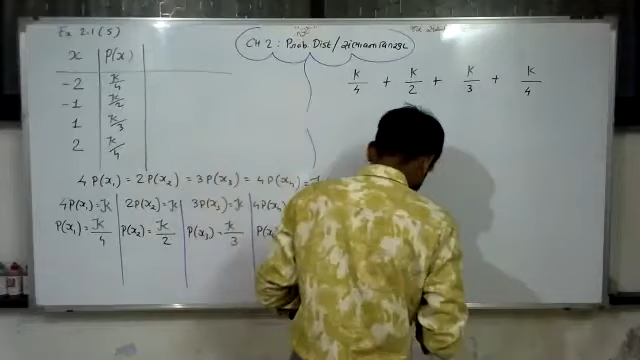 Ex 2.1 (5)
CH 2 : Prob. Dist /
x P(x)
-2 k/4
-1 k/2
1 k/3
2 k/4
k/4 + k/2 + k/3 + k/4
4P(x₁) = 2P(x₂) = 3P(x₃) = 4P(x₄) =
4P(x₁)=k 2P(x₂)=k 3P(x₃)=k 4P(x₄)
P(x₁)=k/4 P(x₂)=k/2 P(x₃)=k/3